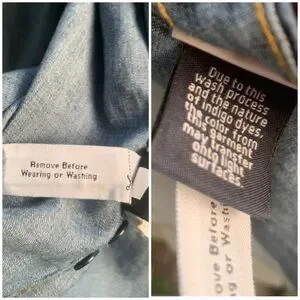 Remove Before
Wearing or Washing
Due to this
wash process
and the nature
of indigo dyes,
the color from
this garment
may transfer
onto light
surfaces.
ove Before
g or Washing